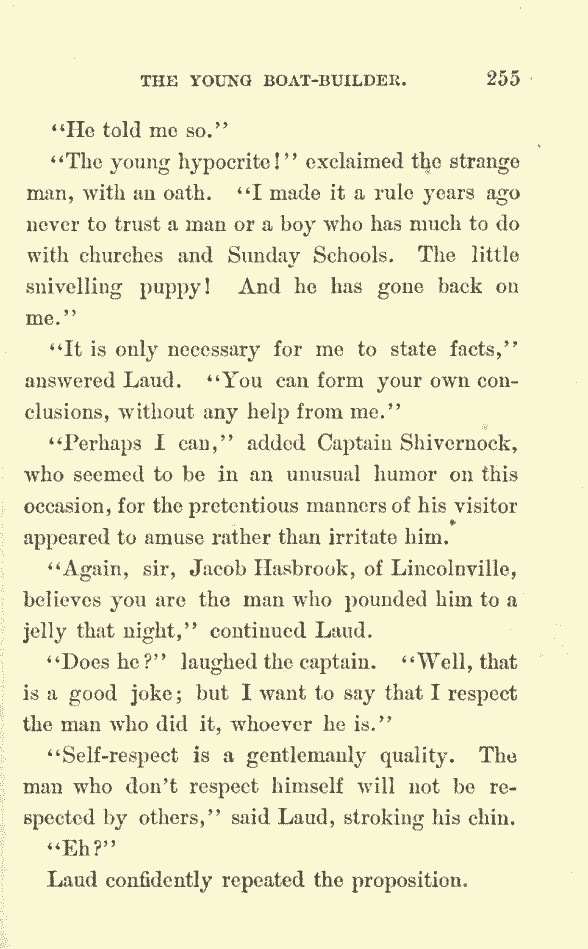 THE YOUNG BOAT-BUILDER. 255
"He told me so."
"The young hypocrite!" exclaimed the strange
man, with an oath. "I made it a rule years ago
never to trust a man or a boy who has much to do
with churches and Sunday Schools. The little
snivelling puppy! And he has gone back on
me."
"It is only necessary for me to state facts,"
answered Laud. "You can form your own con-
clusions, without any help from me."
"Perhaps I can," added Captain Shivernock,
who seemed to be in an unusual humor on this
occasion, for the pretentious manners of his visitor
appeared to amuse rather than irritate him.
"Again, sir, Jacob Hasbrook, of Lincolnville,
believes you are the man who pounded him to a
jelly that night," continued Laud.
"Does he?" laughed the captain. "Well, that
is a good joke; but I want to say that I respect
the man who did it, whoever he is."
"Self-respect is a gentlemanly quality. The
man who don't respect himself will not be re-
spected by others," said Laud, stroking his chin.
"Eh?"
Laud confidently repeated the proposition.